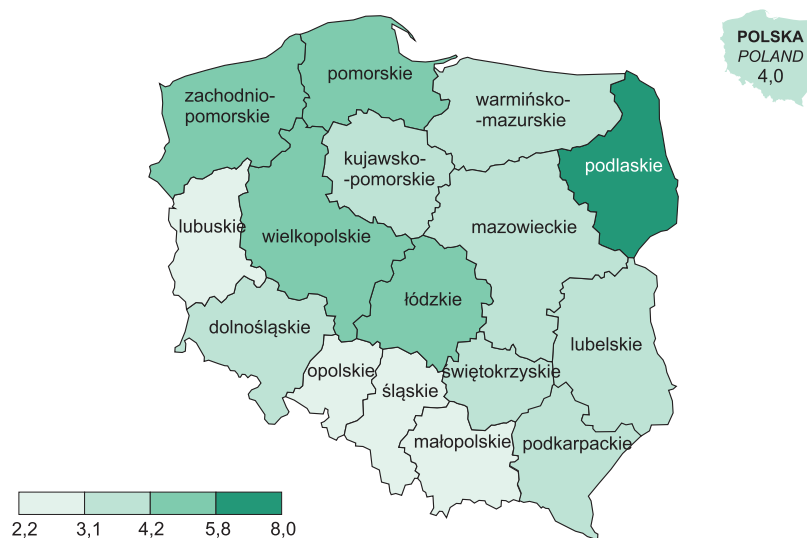 POLSKA
POLAND
4,0
pomorskie
zachodnio-
pomorskie
warmińsko-
-mazurskie
kujawsko-
-pomorskie
podlaskie
lubuskie
wielkopolskie
mazowieckie
łódzkie
dolnośląskie
lubelskie
opolskie
śląskie
świętokrzyskie
małopolskie
podkarpackie
2,2 3,1 4,2 5,8 8,0